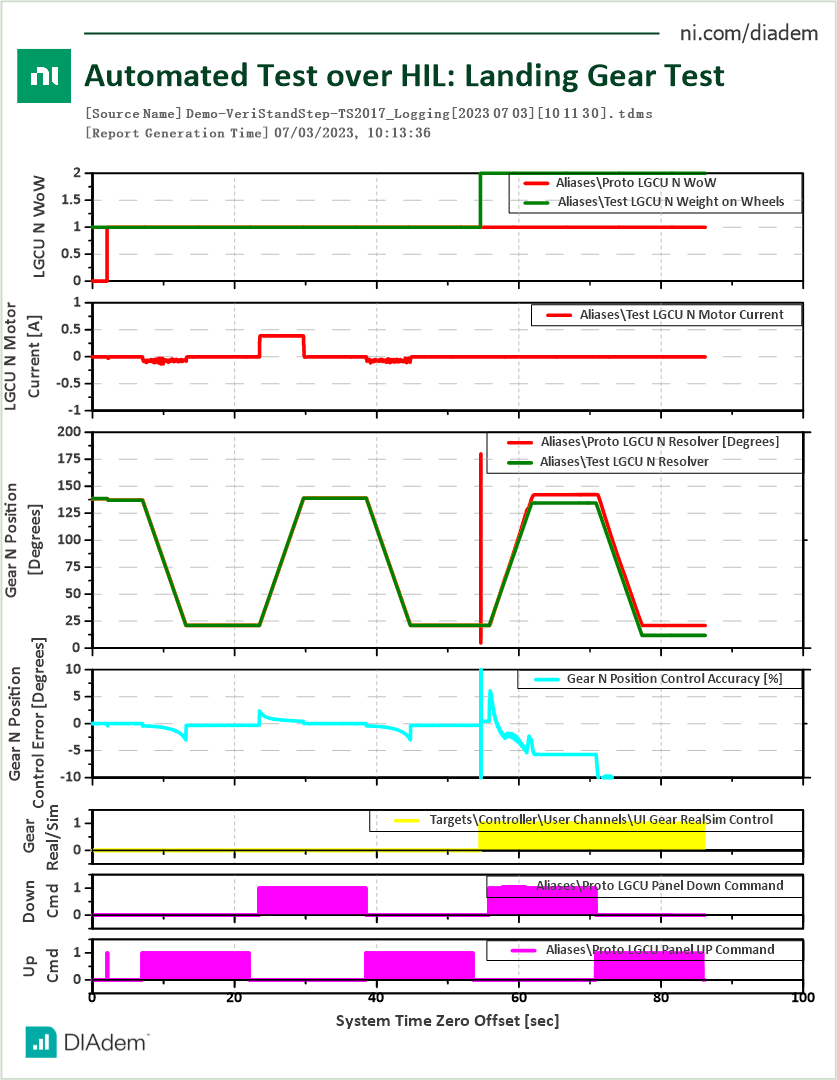 ni.com/diadem
ni
Automated Test over HIL: Landing Gear Test
[Source Name] Demo-VeriStandStep-TS2017_Logging[2023 07 03][10 11 30].tdms
[Report Generation Time] 07/03/2023, 10:13:36
LGCU N WoW
2
1.5
1
0.5
0
Aliases\Proto LGCU N WoW
Aliases\Test LGCU N Weight on Wheels
LGCU N Motor
Current [A]
1
0.5
0
-0.5
-1
Aliases\Test LGCU N Motor Current
Gear N Position
[Degrees]
200
175
150
125
100
75
50
25
0
Aliases\Proto LGCU N Resolver [Degrees]
Aliases\Test LGCU N Resolver
Gear N Position
Control Error [Degrees]
10
5
0
-5
-10
Gear N Position Control Accuracy [%]
Gear
Real/Sim
1
0
Targets\Controller\User Channels\UI Gear RealSim Control
Down
Cmd
1
0
Aliases\Proto LGCU Panel Down Command
Up
Cmd
1
0
Aliases\Proto LGCU Panel UP Command
0 20 40 60 80 100
System Time Zero Offset [sec]
DIAdem™